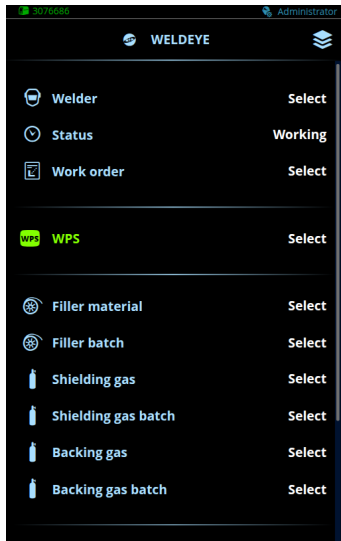 3076686 Administrator
WELDEYE
Welder Select
Status Working
Work order Select
WPS WPS Select
Filler material Select
Filler batch Select
Shielding gas Select
Shielding gas batch Select
Backing gas Select
Backing gas batch Select